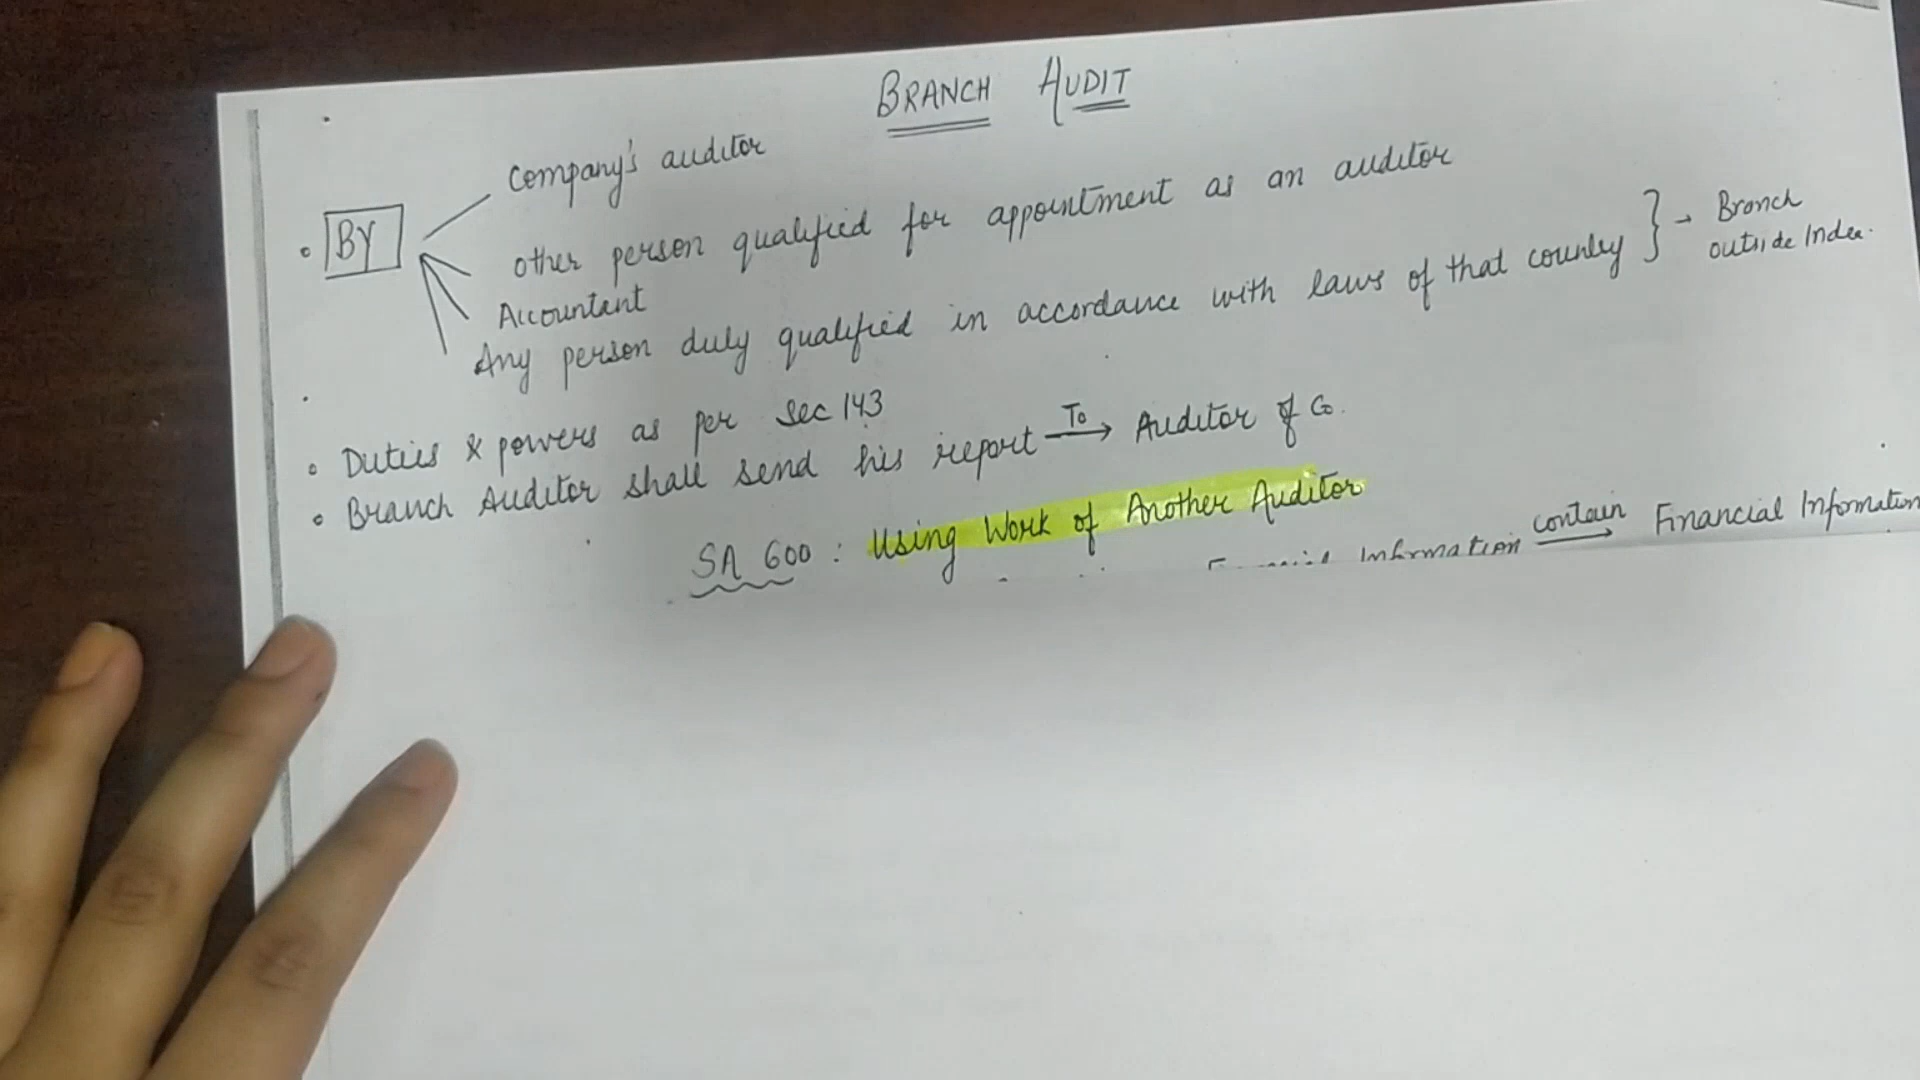 BRANCH AUDIT
Company's auditor
• BY
other person qualified for appointment as an auditor
Accountant
Any person duly qualified in accordance with laws of that country } → Branch outside India.
• Duties & powers as per Sec 143
• Branch Auditor shall send his report To → Auditor of Co.
SA 600 : Using Work of Another Auditor
Information contain → Financial Information